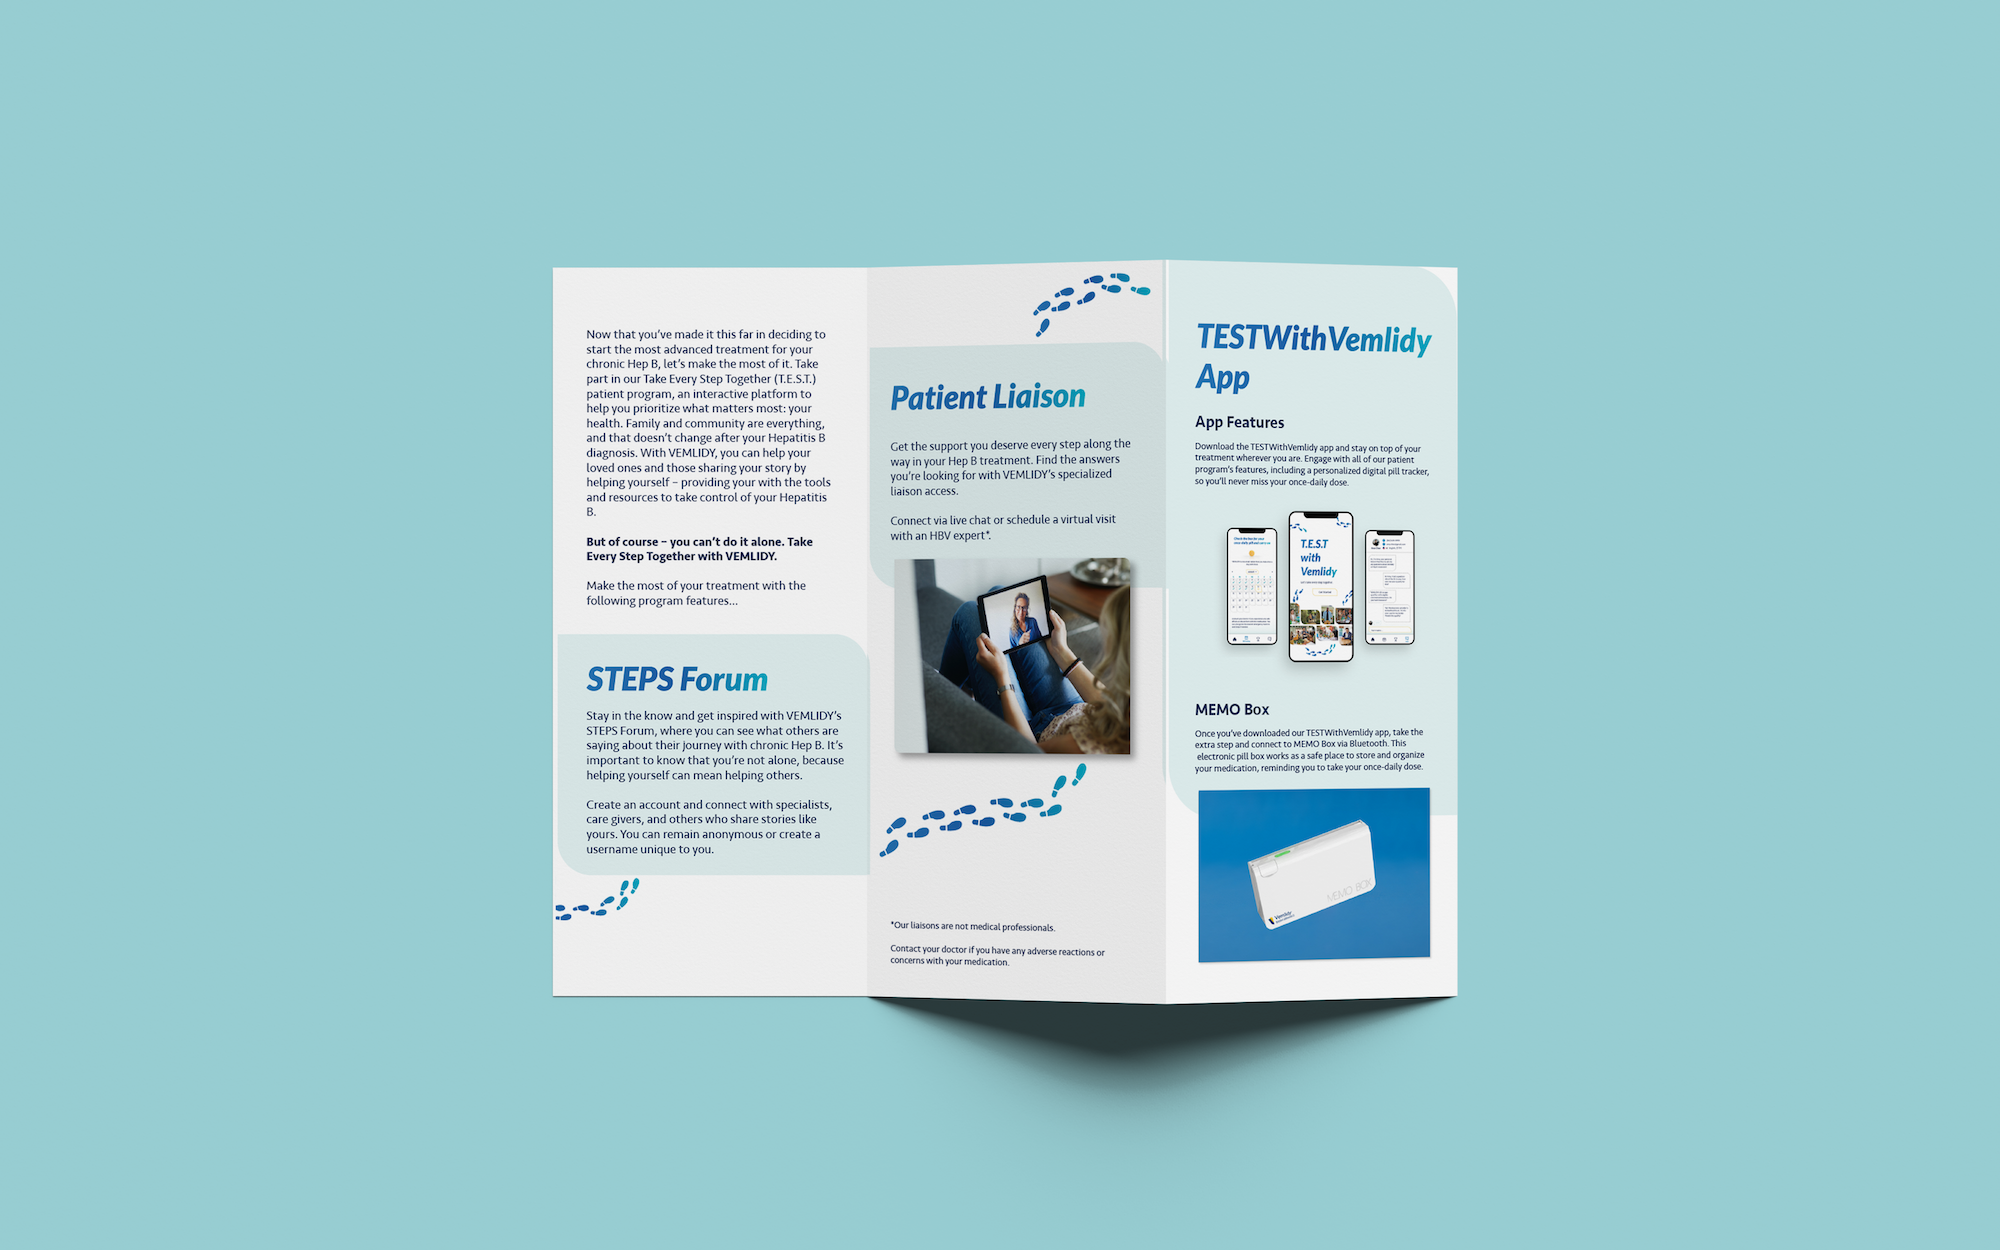 Now that you've made it this far in deciding to
start the most advanced treatment for your
chronic Hep B, let's make the most of it. Take
part in our Take Every Step Together (T.E.S.T.)
patient program, an interactive platform to
help you prioritize what matters most: your
health. Family and community are everything,
and that doesn't change after your Hepatitis B
diagnosis. With VEMLIDY, you can help your
loved ones and those sharing your story by
helping yourself – providing your with the tools
and resources to take control of your Hepatitis
B.
But of course – you can't do it alone. Take
Every Step Together with VEMLIDY.
Make the most of your treatment with the
following program features...
STEPS Forum
Stay in the know and get inspired with VEMLIDY's
STEPS Forum, where you can see what others are
saying about their journey with chronic Hep B. It's
important to know that you're not alone, because
helping yourself can mean helping others.
Create an account and connect with specialists,
care givers, and others who share stories like
yours. You can remain anonymous or create a
username unique to you.
Patient Liaison
Get the support you deserve every step along the
way in your Hep B treatment. Find the answers
you're looking for with VEMLIDY's specialized
liaison access.
Connect via live chat or schedule a virtual visit
with an HBV expert*.
*Our liaisons are not medical professionals.
Contact your doctor if you have any adverse reactions or
concerns with your medication.
TESTWithVemlidy
App
App Features
Download the TESTWithVemlidy app and stay on top of your
treatment wherever you are. Engage with all of our patient
program's features, including a personalized digital pill tracker,
so you'll never miss your once-daily dose.
T.E.S.T
with
Vemlidy
MEMO Box
Once you've downloaded our TESTWithVemlidy app, take the
extra step and connect to MEMO Box via Bluetooth. This
electronic pill box works as a safe place to store and organize
your medication, reminding you to take your once-daily dose.
MEMO BOX
Vemlidy